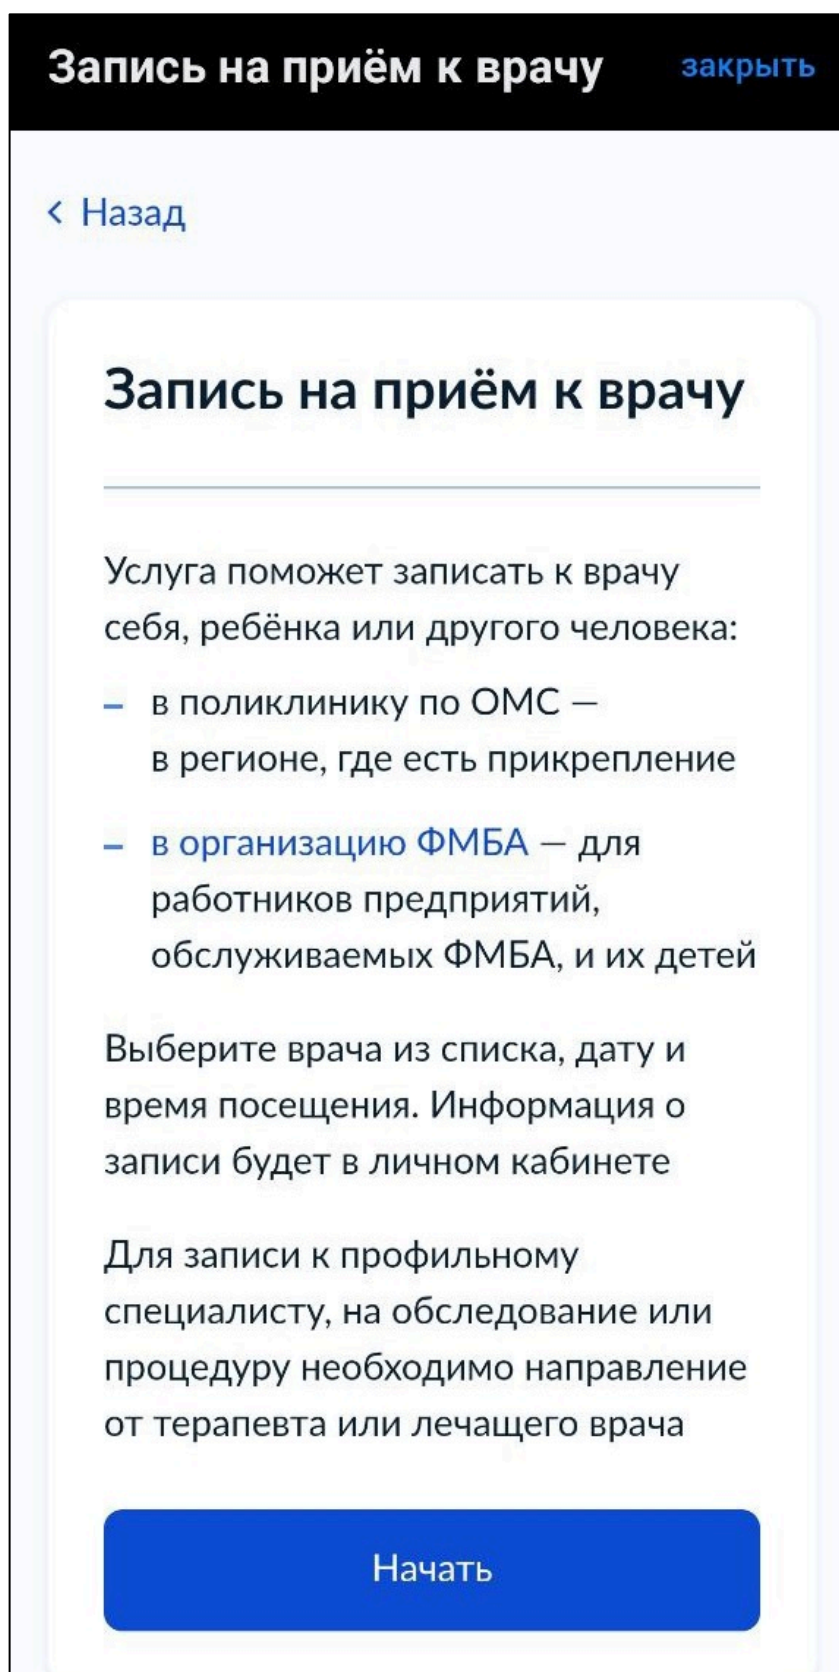 Запись на приём к врачу
закрыть
Назад
Запись на приём к врачу
Услуга поможет записать к врачу
себя, ребёнка или другого человека:
– в поликлинику по ОМС —
в регионе, где есть прикрепление
– в организацию ФМБА — для
работников предприятий,
обслуживаемых ФМБА, и их детей
Выберите врача из списка, дату и
время посещения. Информация о
записи будет в личном кабинете
Для записи к профильному
специалисту, на обследование или
процедуру необходимо направление
от терапевта или лечащего врача
Начать